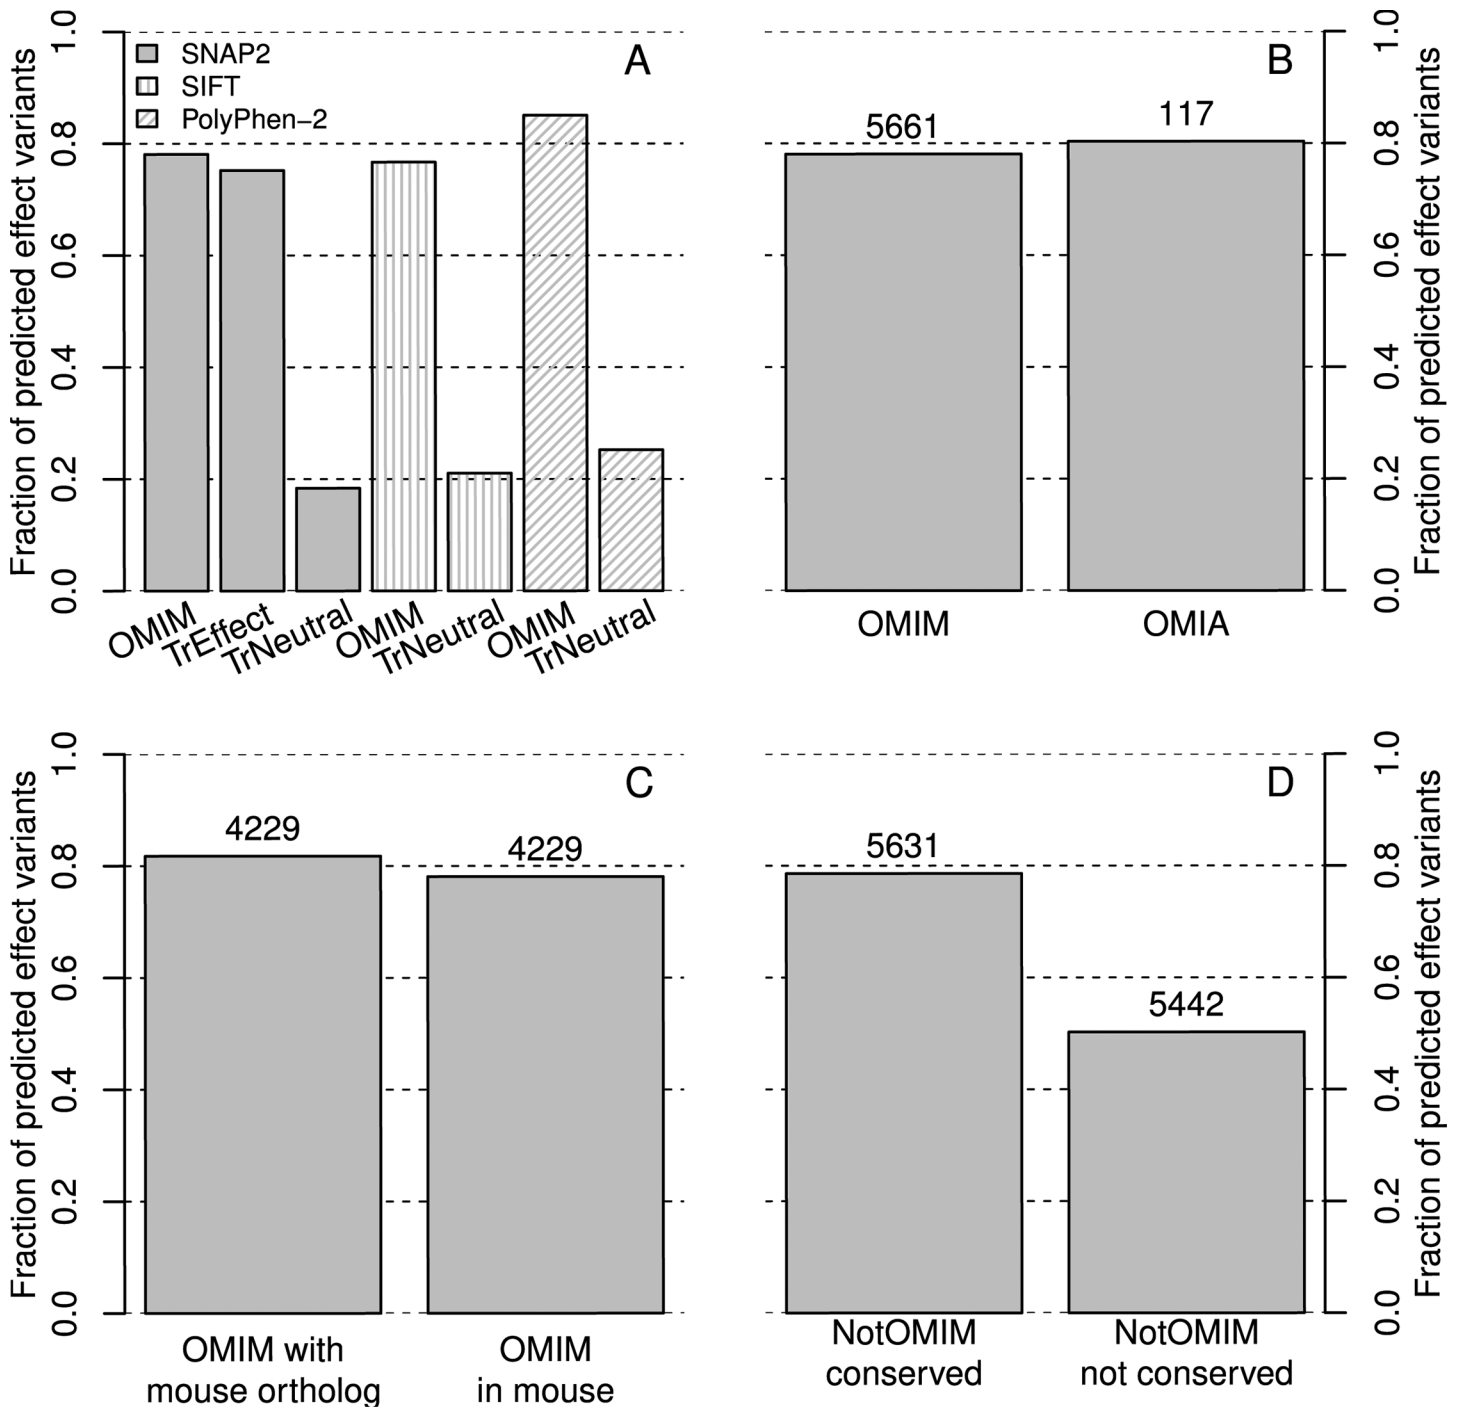 A
SNAP2
SIFT
PolyPhen−2
Fraction of predicted effect variants
0.0
0.2
0.4
0.6
0.8
1.0
OMIM
TrEffect
TrNeutral
OMIM
TrNeutral
OMIM
TrNeutral
B
5661
117
OMIM
OMIA
0.0
0.2
0.4
0.6
0.8
1.0
Fraction of predicted effect variants
C
Fraction of predicted effect variants
0.0
0.2
0.4
0.6
0.8
1.0
4229
4229
OMIM with
mouse ortholog
OMIM
in mouse
D
5631
5442
NotOMIM
conserved
NotOMIM
not conserved
0.0
0.2
0.4
0.6
0.8
1.0
Fraction of predicted effect variants